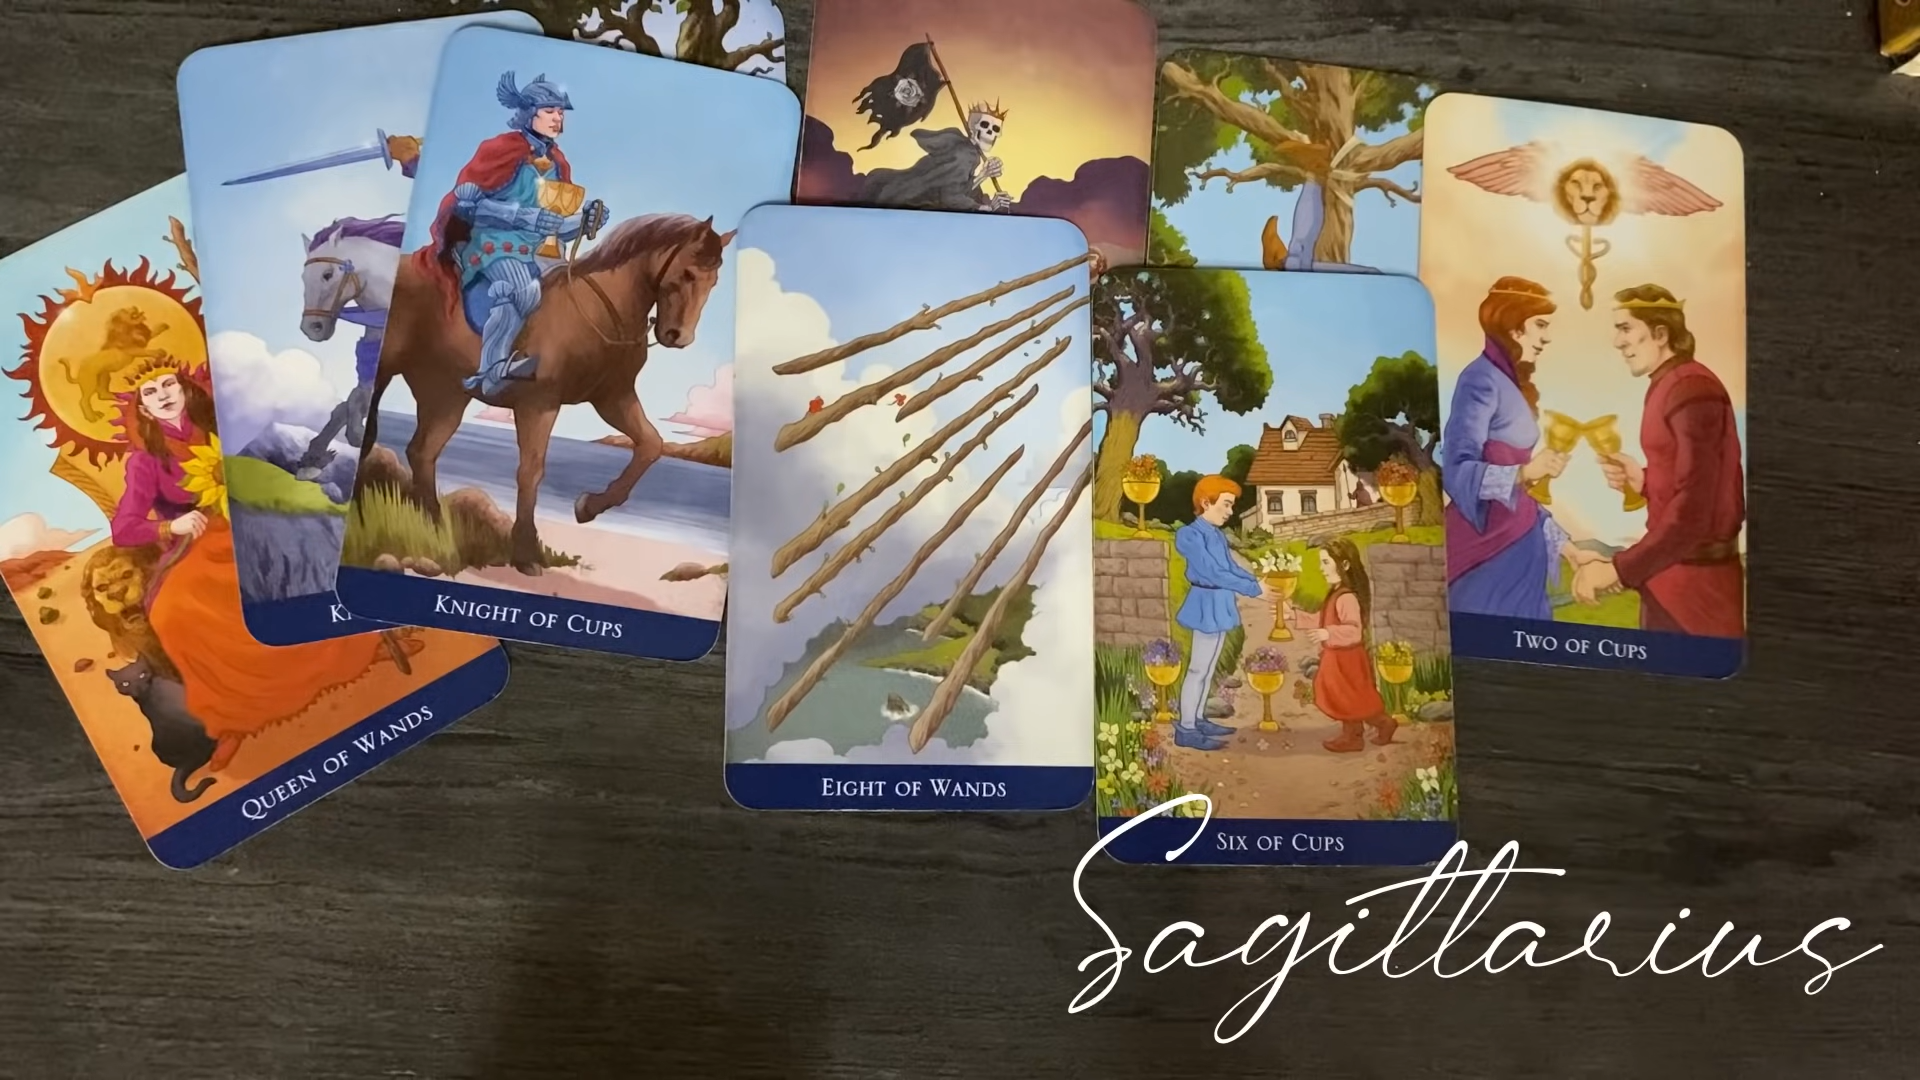 Knight of Cups
Queen of Wands
Eight of Wands
Six of Cups
Two of Cups
Sagittarius